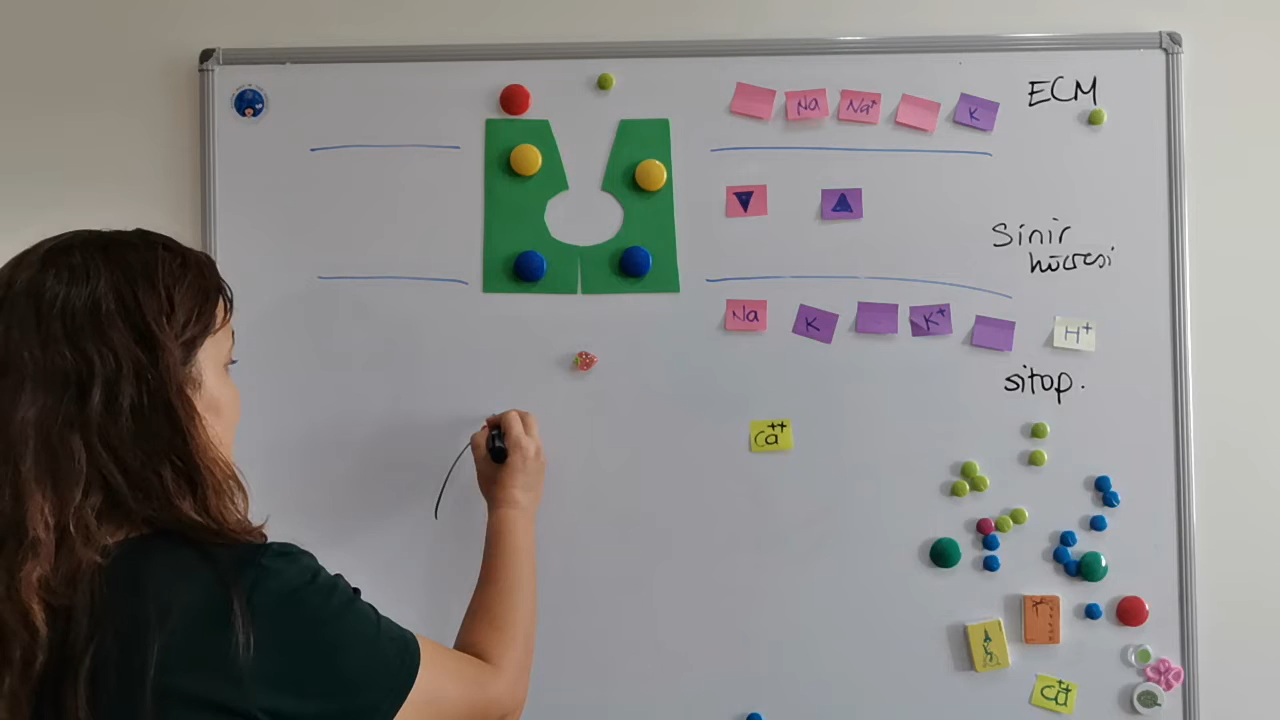 ECM
Na
Na+
K
Sinir
hücresi
Na
K
K+
H+
sitop.
Ca++
Ca++